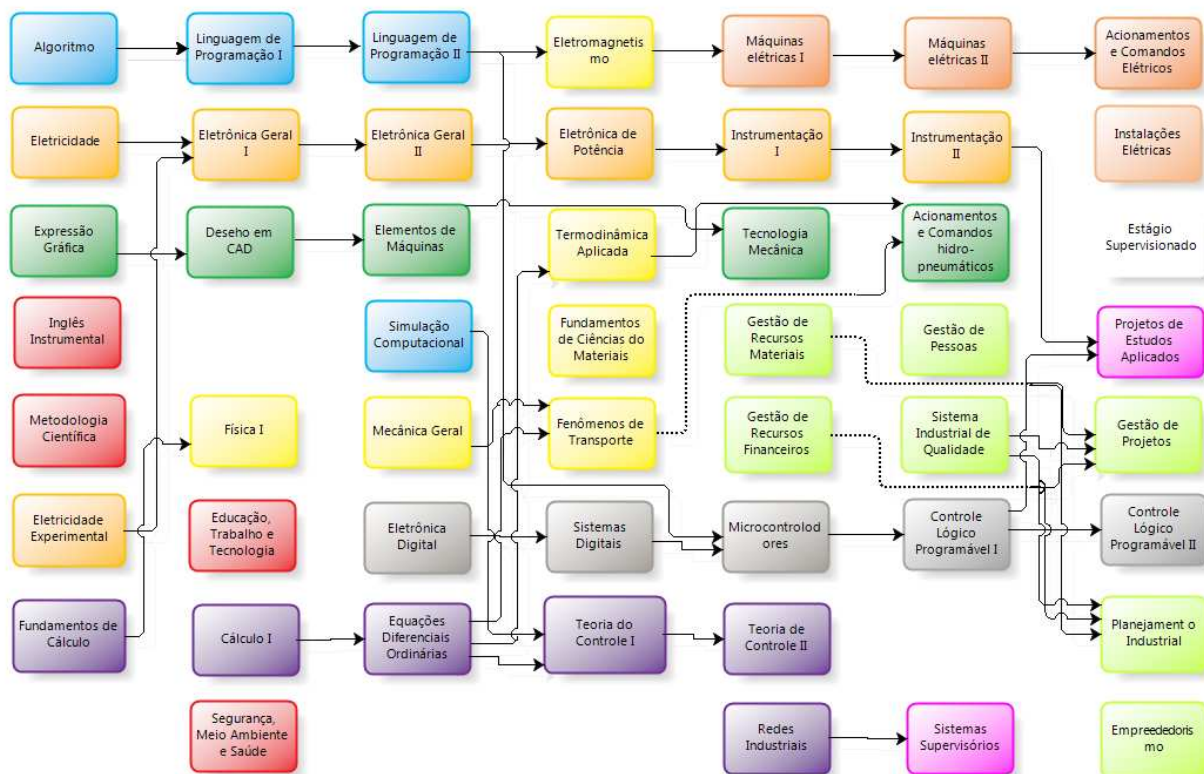 Algoritmo
Linguagem de
Programação I
Linguagem de
Programação II
Eletromagnetis
mo
Máquinas
elétricas I
Máquinas
elétricas II
Acionamentos
e Comandos
Elétricos
Eletricidade
Eletrônica Geral
I
Eletrônica Geral
II
Eletrônica de
Potência
Instrumentação
I
Instrumentação
II
Instalações
Elétricas
Expressão
Gráfica
Deseho em
CAD
Elementos de
Máquinas
Termodinâmica
Aplicada
Tecnologia
Mecânica
Acionamentos
e Comandos
hidro-
pneumáticos
Estágio
Supervisionado
Inglês
Instrumental
Simulação
Computacional
Fundamentos
de Ciências do
Materiais
Gestão de
Recursos
Materiais
Gestão de
Pessoas
Projetos de
Estudos
Aplicados
Metodologia
Científica
Física I
Mecânica Geral
Fenômenos de
Transporte
Gestão de
Recursos
Financeiros
Sistema
Industrial de
Qualidade
Gestão de
Projetos
Eletricidade
Experimental
Educação,
Trabalho e
Tecnologia
Eletrônica
Digital
Sistemas
Digitais
Microcontrolod
ores
Controle
Lógico
Programável I
Controle
Lógico
Programável II
Fundamentos de
Cálculo
Cálculo I
Equações
Diferenciais
Ordinárias
Teoria do
Controle I
Teoria de
Controle II
Planejament o
Industrial
Segurança,
Meio Ambiente
e Saúde
Redes
Industriais
Sistemas
Supervisórios
Empreededoris
mo